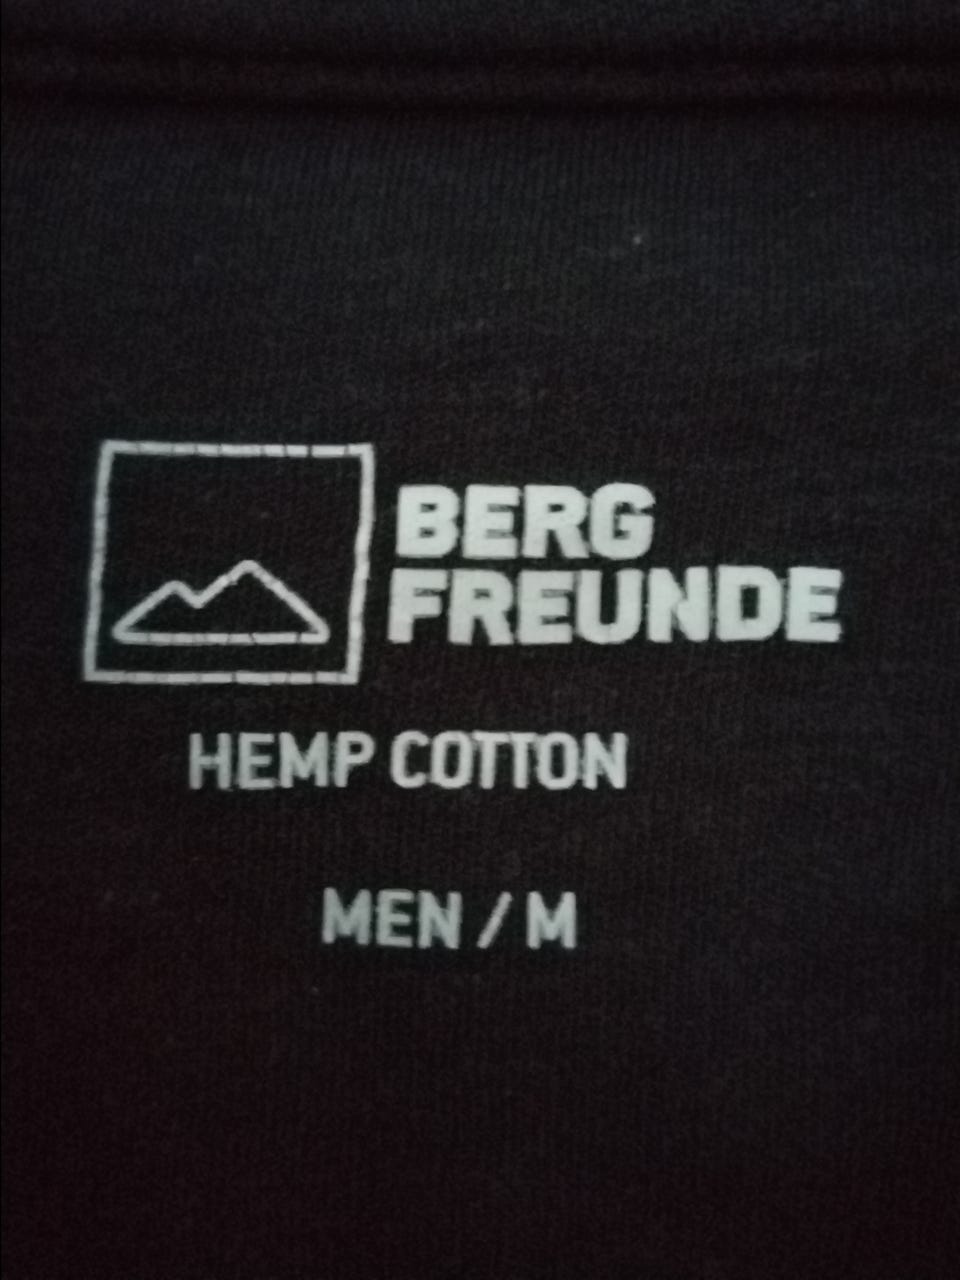 BERG
FREUNDE
HEMP COTTON
MEN / M